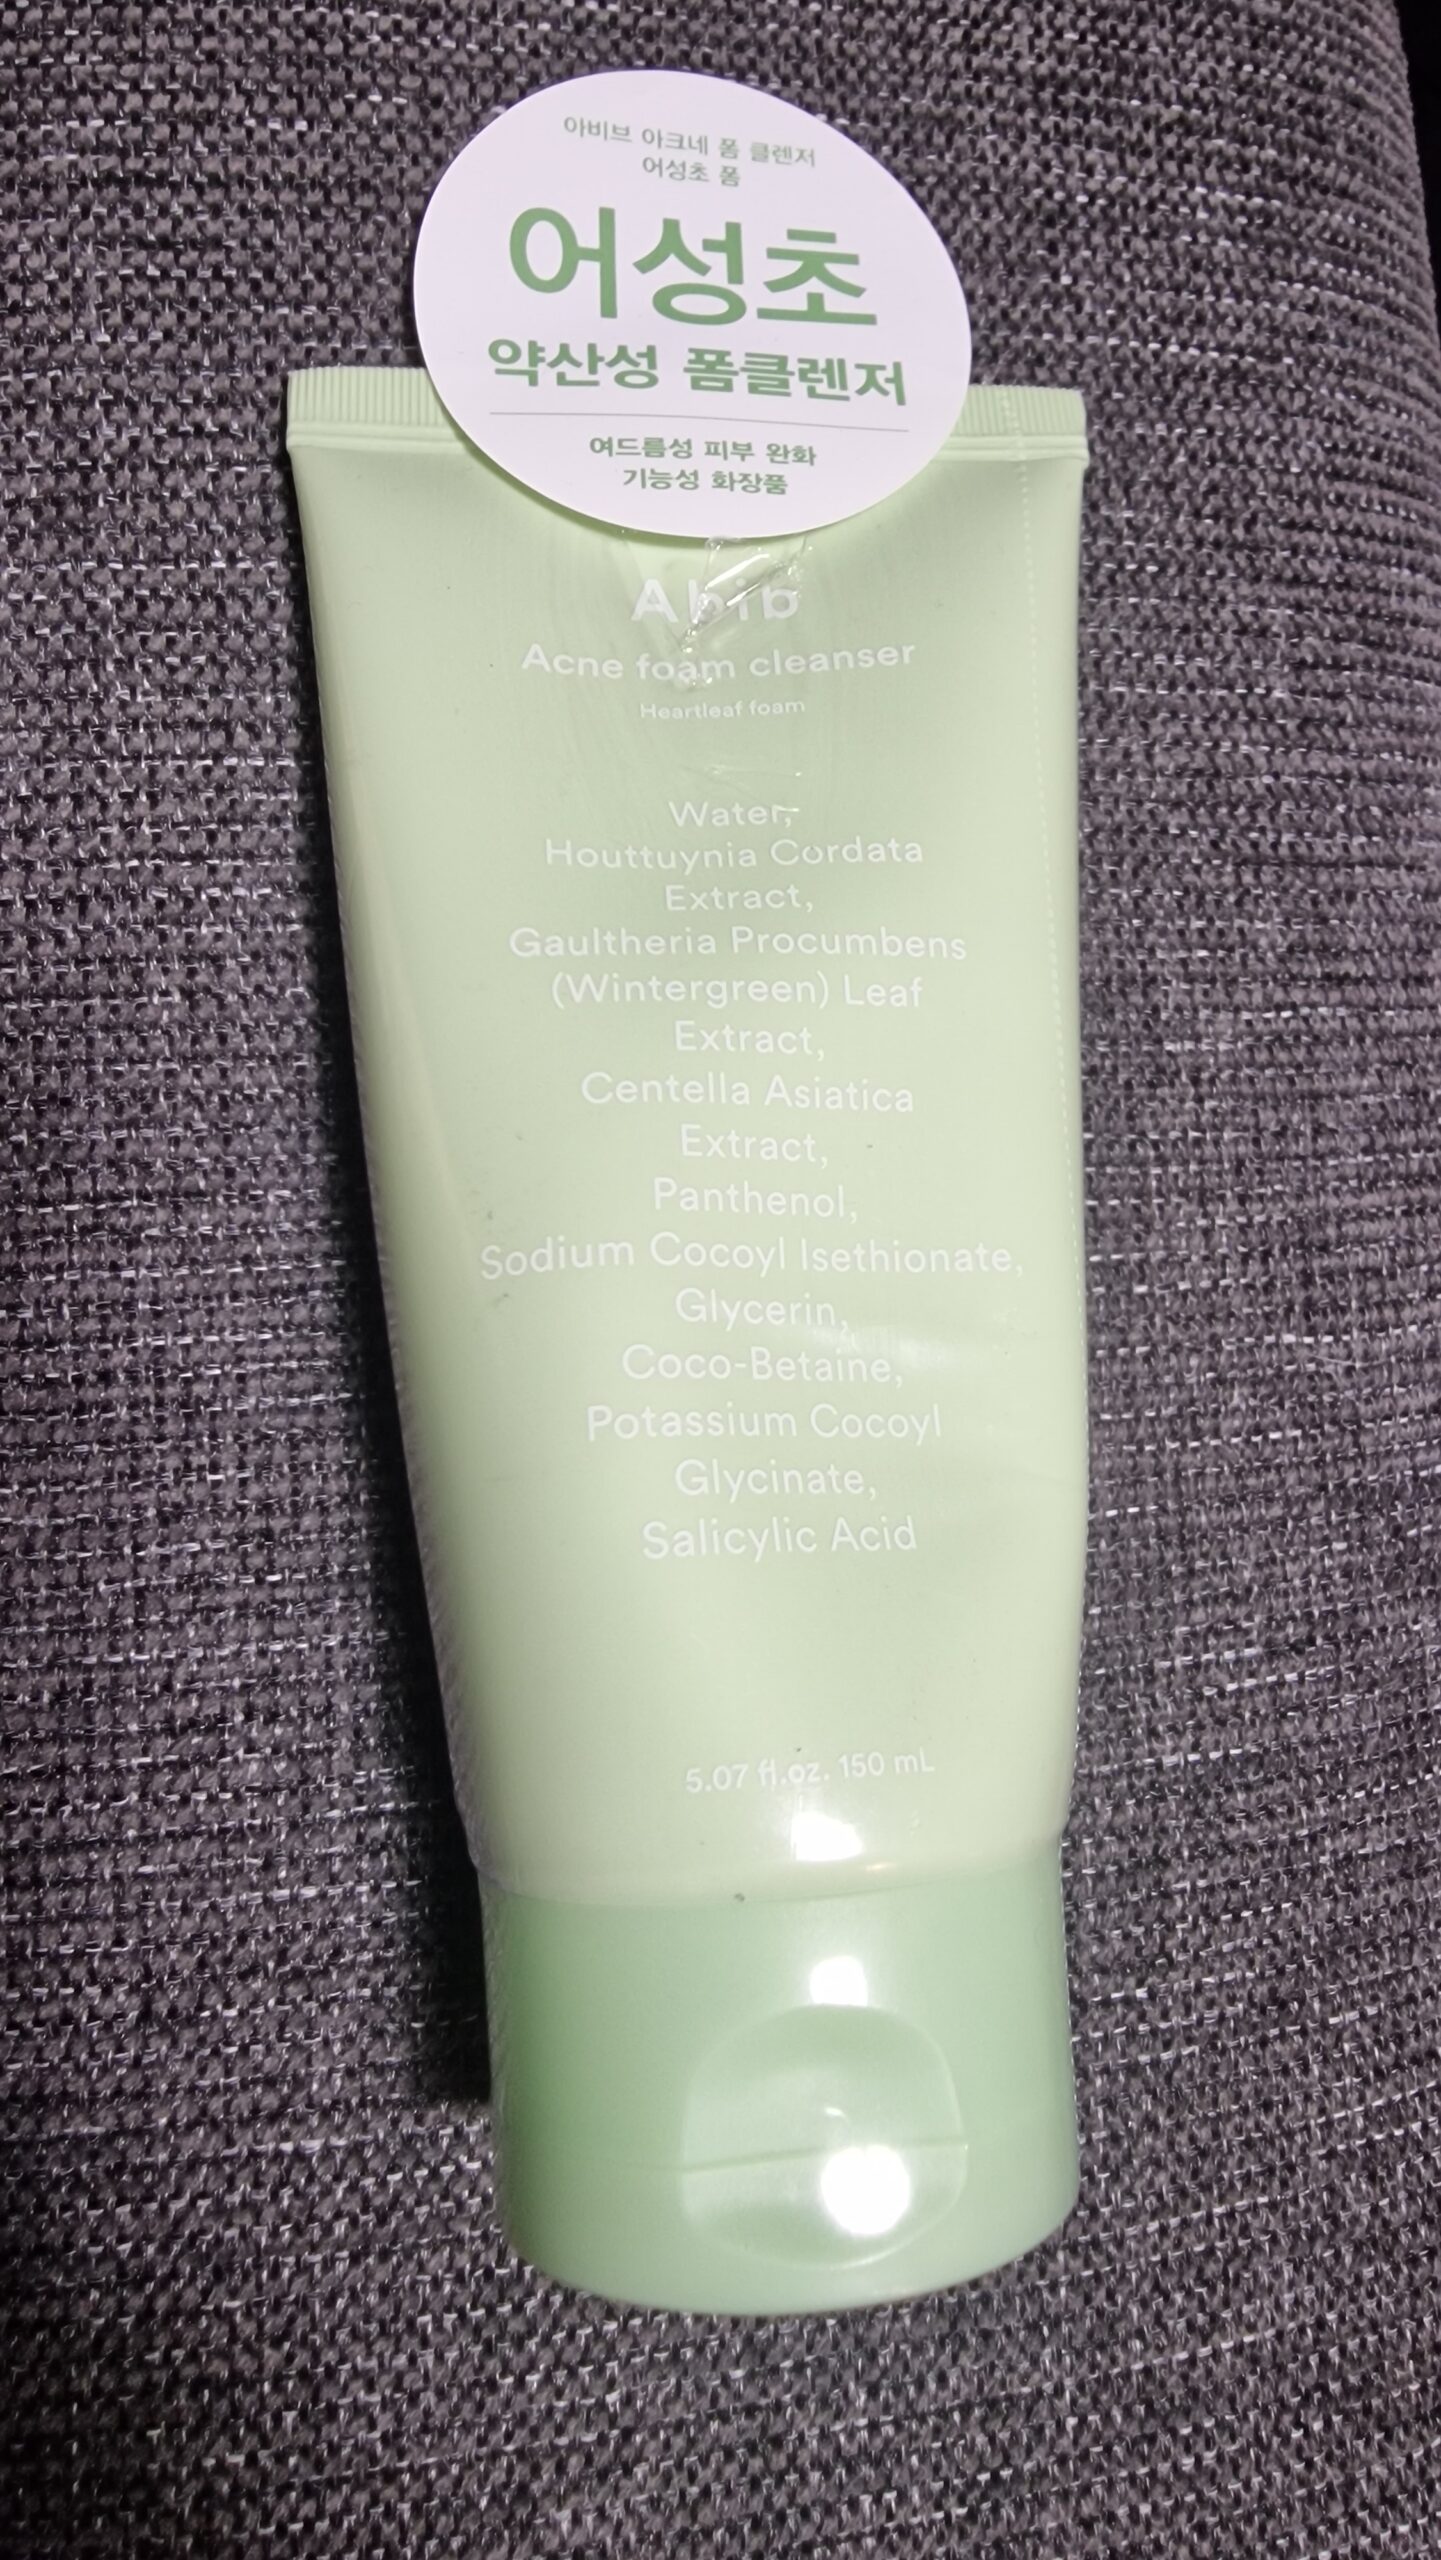 아비브 아크네 폼 클렌저
어성초 폼
어성초
약산성 폼클렌저
여드름성 피부 완화
기능성 화장품
Abib
Acne foam cleanser
Heartleaf foam
Water,
Houttuynia Cordata
Extract,
Gaultheria Procumbens
(Wintergreen) Leaf
Extract,
Centella Asiatica
Extract,
Panthenol,
Sodium Cocoyl Isethionate,
Glycerin,
Coco-Betaine,
Potassium Cocoyl
Glycinate,
Salicylic Acid
5.07 fl.oz. 150 mL